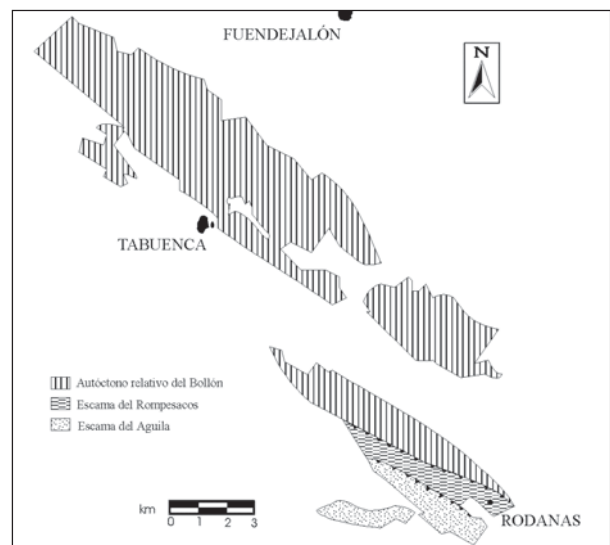 FUENDEJALÓN
N
TABUENCA
Autóctono relativo del Bollón
Escama del Rompesacos
Escama del Aguila
km
0 1 2 3
RODANAS